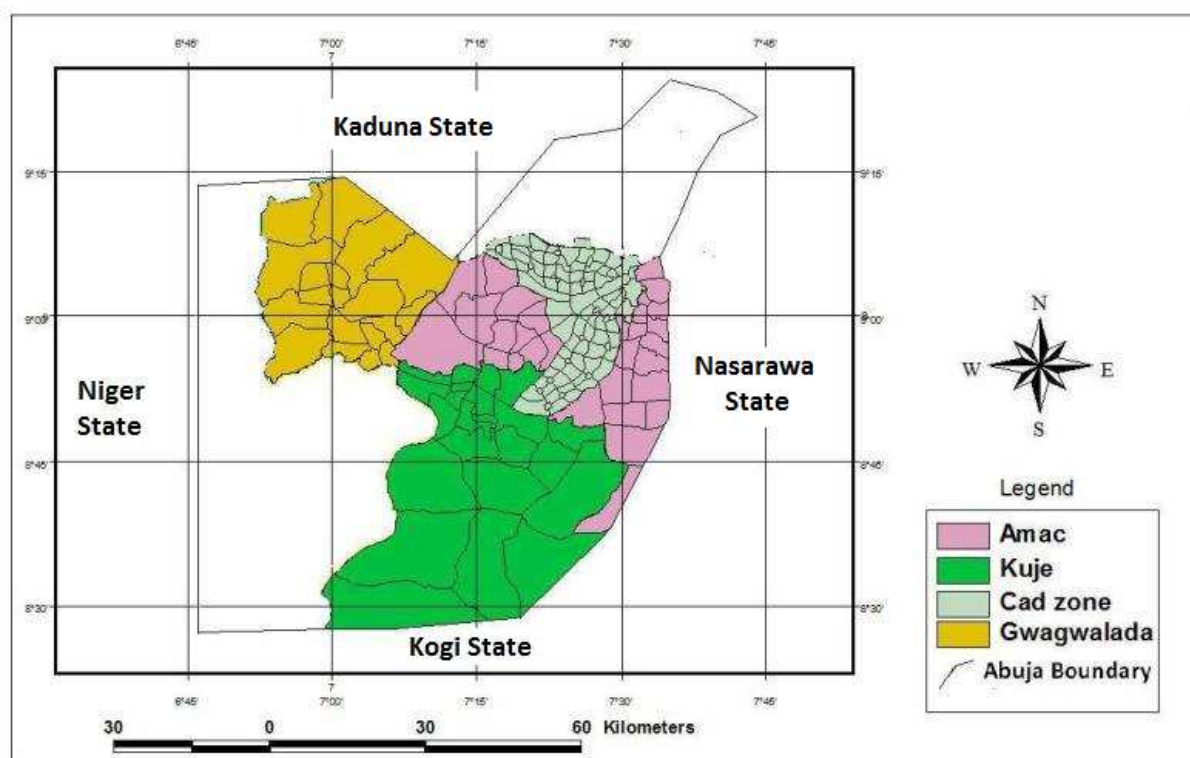 6°45' 7°00' 7°15' 7°30' 7°45'
7
Kaduna State
9°15' 9°15'
9°00' 9°00'
N
W E
S
Niger
State
Nasarawa
State
8°45' 8°45'
Legend
Amac
Kuje
Cad zone
Gwagwalada
Abuja Boundary
8°30' 8°30'
Kogi State
7
6°45' 7°00' 7°15' 7°30' 7°45'
30 0 30 60 Kilometers